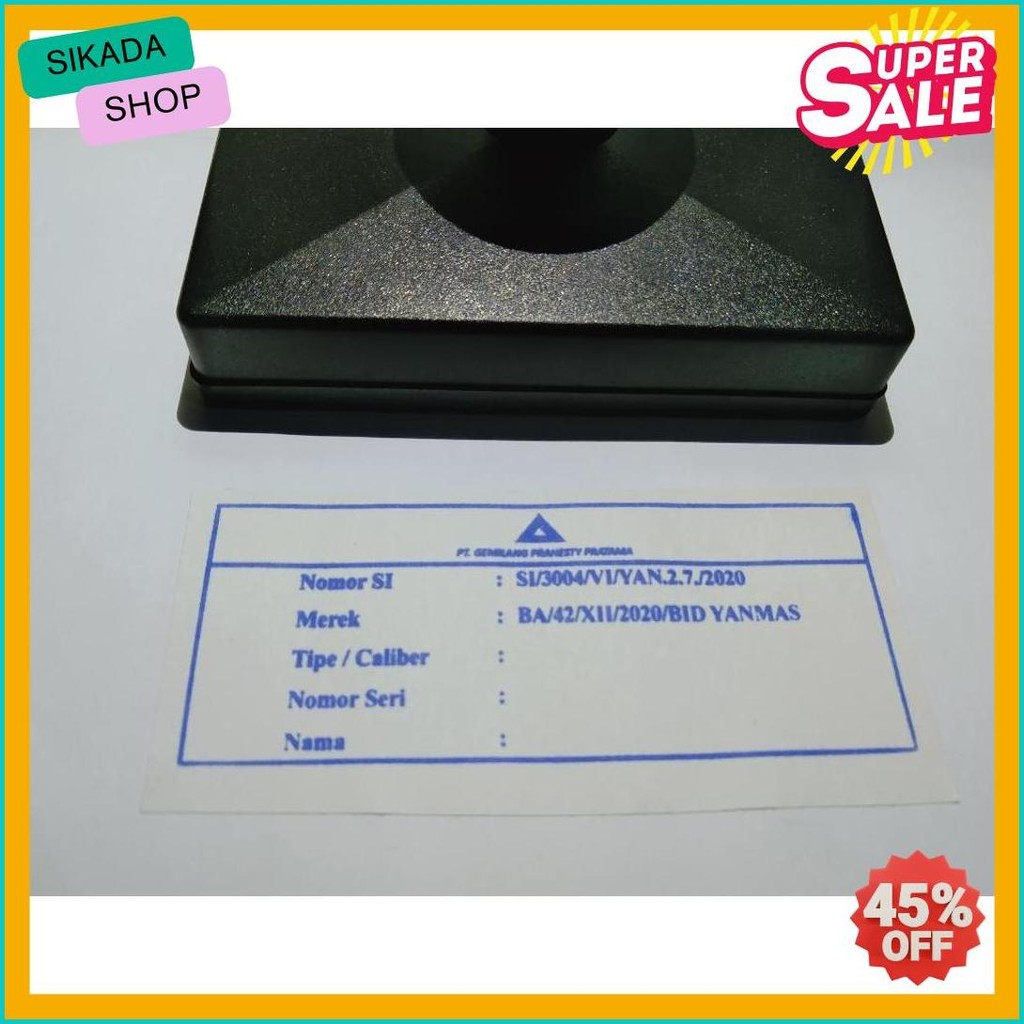 SIKADA
SHOP
SUPER
SALE
PT. GEMILANG PRAHESTY PRATAMA
Nomor SI : SI/3004/VI/YAN.2.7./2020
Merek : BA/42/XII/2020/BID YANMAS
Tipe / Caliber :
Nomor Seri :
Nama :
45%
OFF